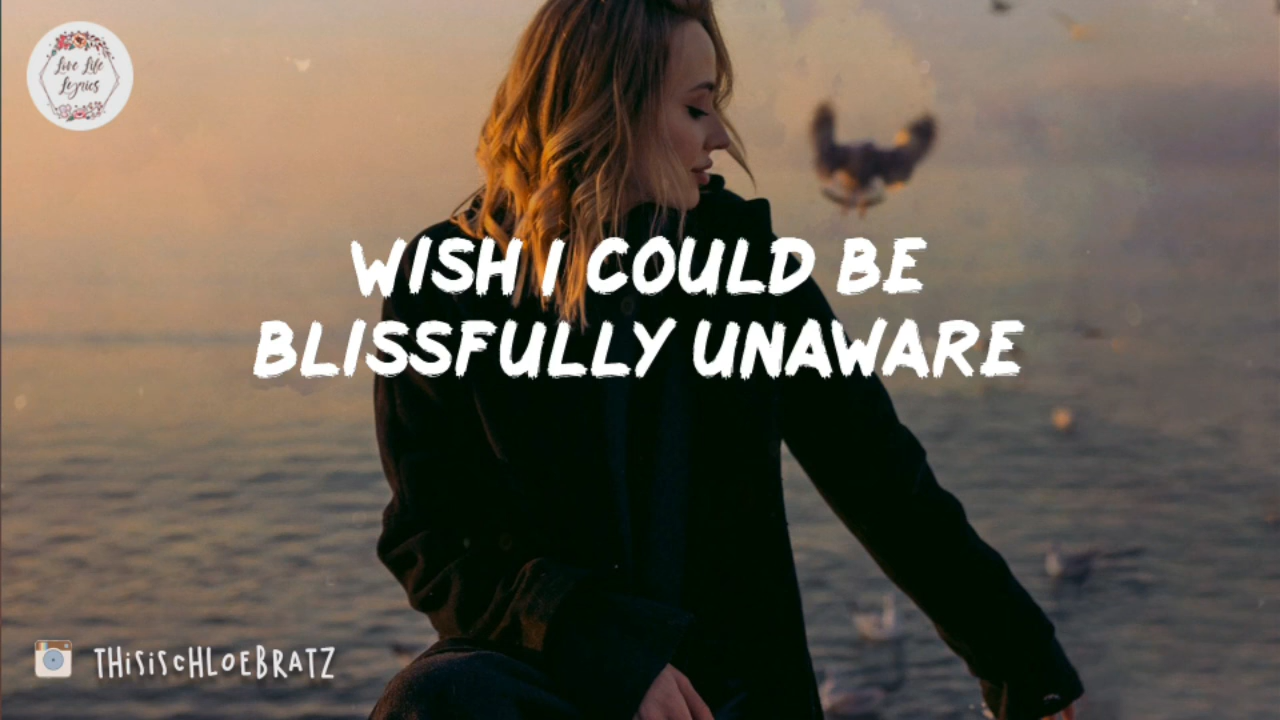 Live Life
Lyrics
WISH I COULD BE
BLISSFULLY UNAWARE
THISISCHLOEBRATZ